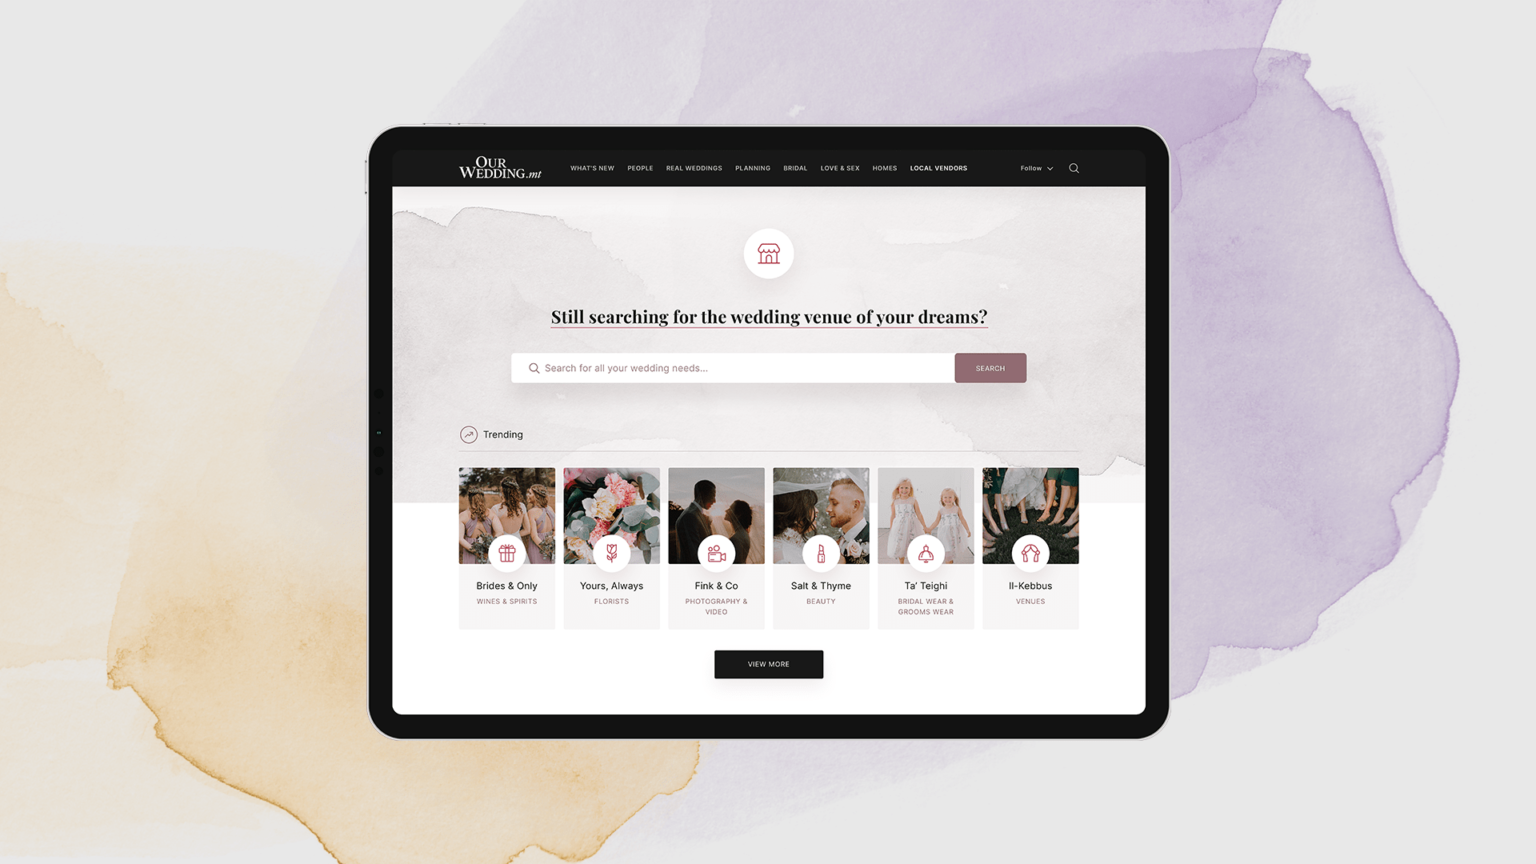 OUR
WEDDING.mt
WHAT'S NEW PEOPLE REAL WEDDINGS PLANNING BRIDAL LOVE & SEX HOMES LOCAL VENDORS Follow
Still searching for the wedding venue of your dreams?
Search for all your wedding needs... SEARCH
Trending
Brides & Only
WINES & SPIRITS
Yours, Always
FLORISTS
Fink & Co
PHOTOGRAPHY &
VIDEO
Salt & Thyme
BEAUTY
Ta' Teighi
BRIDAL WEAR &
GROOMS WEAR
Il-Kebbus
VENUES
VIEW MORE